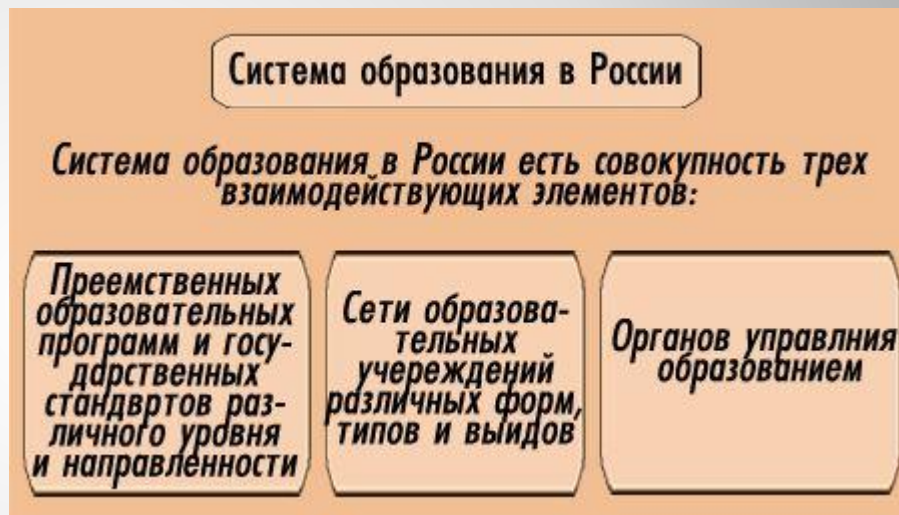 Система образования в России
Система образования в России есть совокупность трех
взаимодействующих элементов:
Преемственных
образовательных
программ и госу-
дарственных
стандвртов раз-
личного уровня
и направленности
Сети образова-
тельных
учереждений
различных форм,
типов и выидов
Органов управлния
образованием